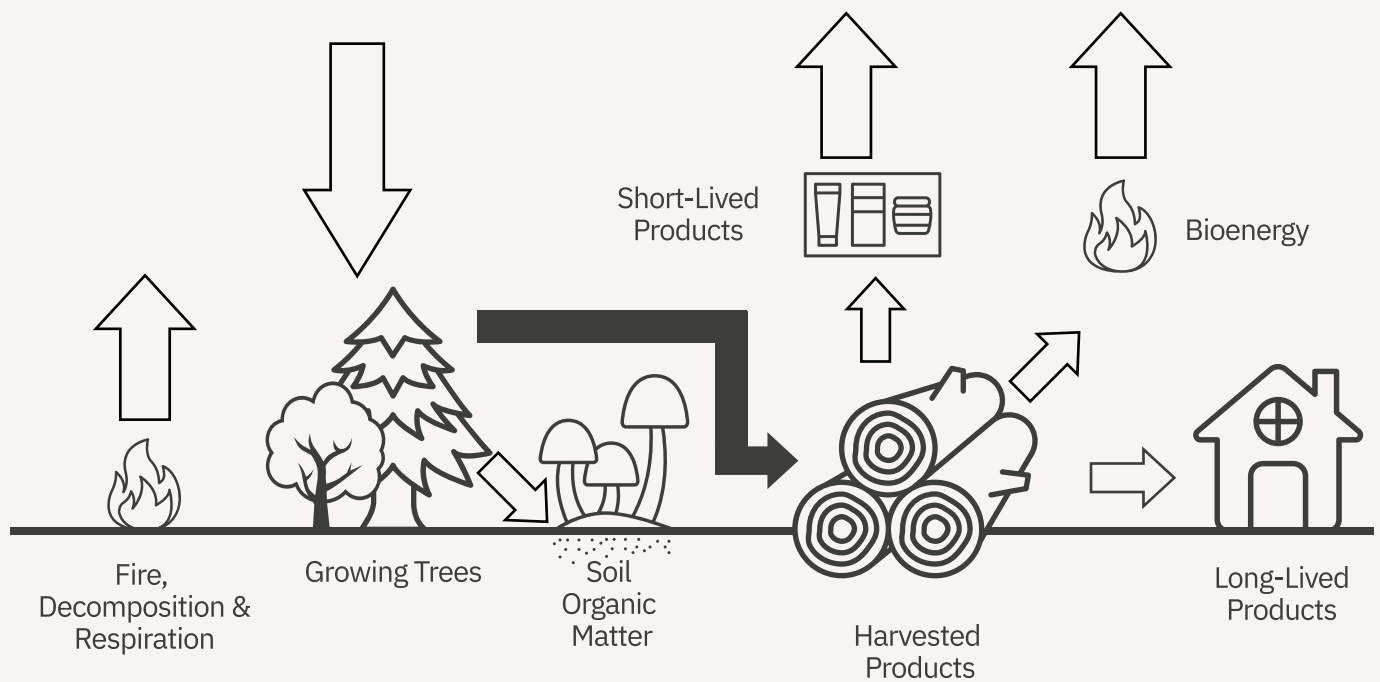 Short-Lived
Products
Bioenergy
Fire,
Decomposition &
Respiration
Growing Trees
Soil
Organic
Matter
Harvested
Products
Long-Lived
Products